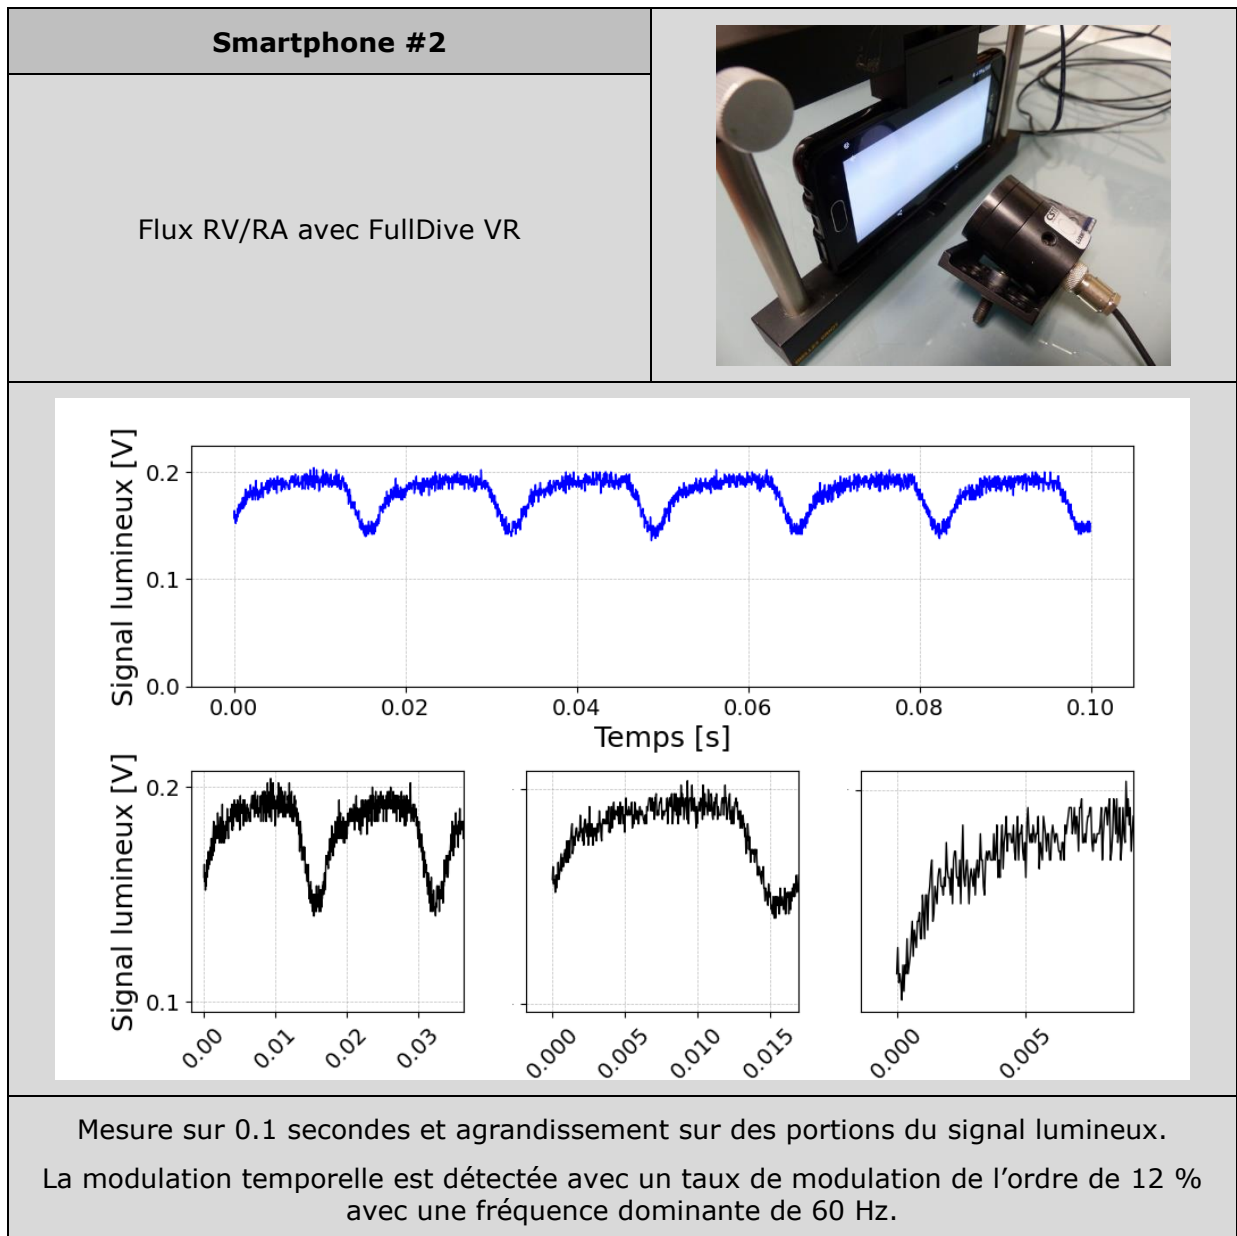 Smartphone #2
Flux RV/RA avec FullDive VR
Signal lumineux [V]
0.2
0.1
0.0
0.00
0.02
0.04
0.06
0.08
0.10
Temps [s]
Signal lumineux [V]
0.2
0.1
0.00
0.01
0.02
0.03
0.000
0.005
0.010
0.015
0.000
0.005
Mesure sur 0.1 secondes et agrandissement sur des portions du signal lumineux.
La modulation temporelle est détectée avec un taux de modulation de l’ordre de 12 %
avec une fréquence dominante de 60 Hz.